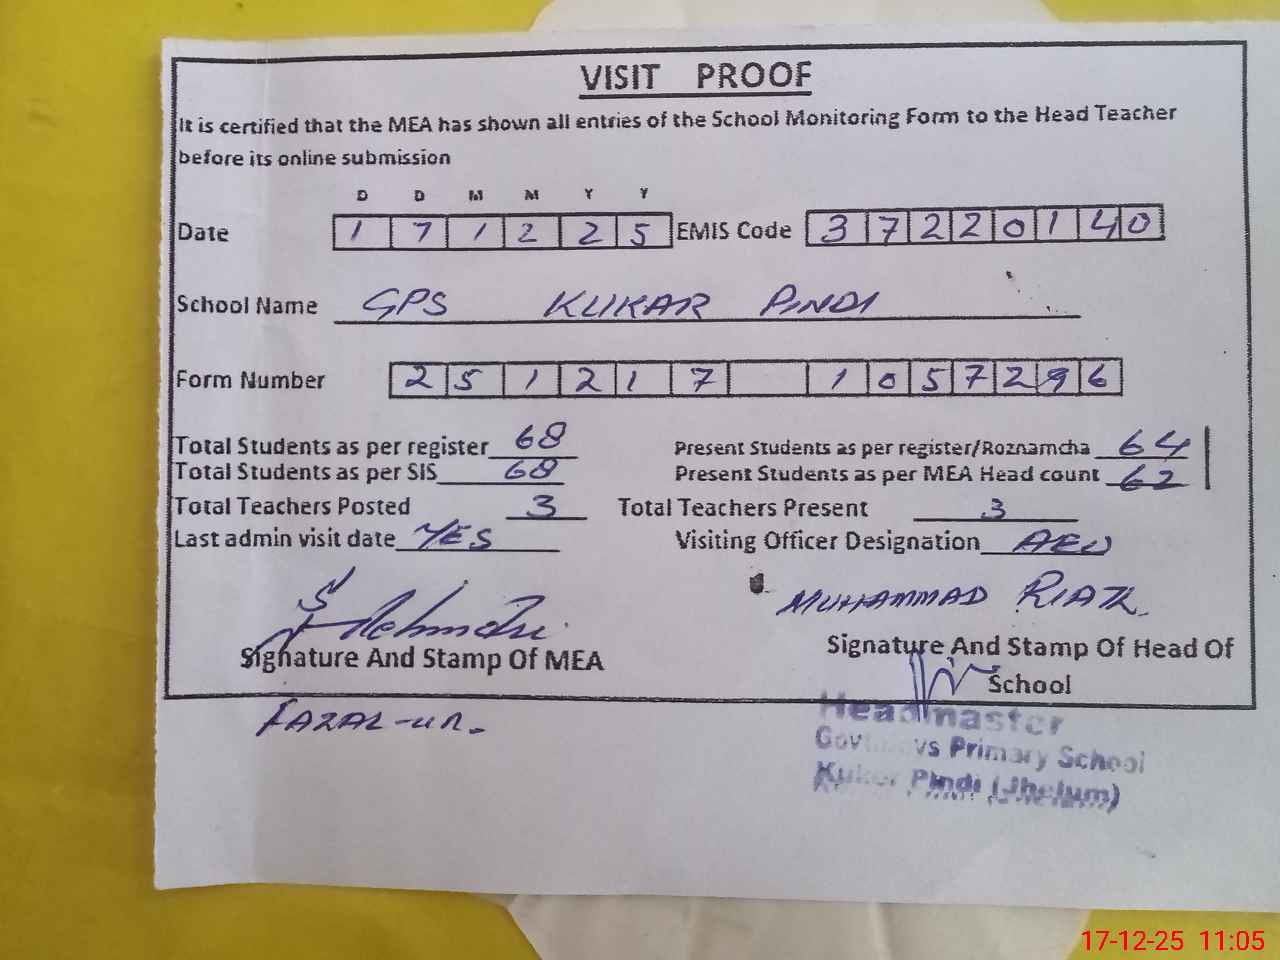 VISIT PROOF
It is certified that the MEA has shown all entries of the School Monitoring Form to the Head Teacher
before its online submission
D D M M Y Y
Date 1 7 1 2 2 5 EMIS Code 3 7 2 2 0 1 4 0
School Name GPS KUKAR PINDI
Form Number 2 5 1 2 1 7 1 0 5 7 2 9 6
Total Students as per register 68 Present Students as per register/Roznamcha 64
Total Students as per SIS 68 Present Students as per MEA Head count 62
Total Teachers Posted 3 Total Teachers Present 3
Last admin visit date YES Visiting Officer Designation AEO
MUHAMMAD
Signature And Stamp Of MEA Signature And Stamp Of Head Of
School
FAZAL-UR-
Headmaster
Primary School
Pindi (Jhelum)
17-12-25 11:05